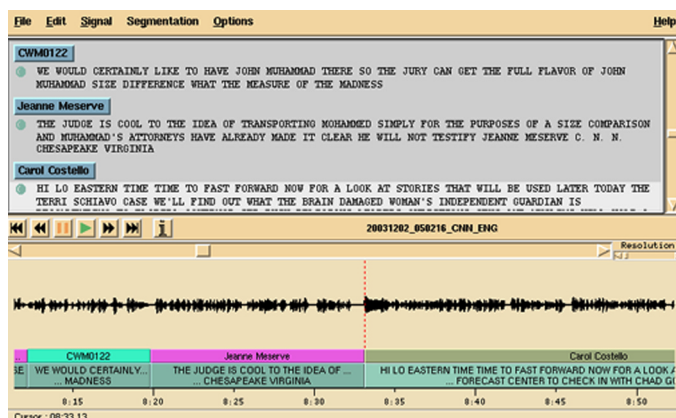 File Edit Signal Segmentation Options Help
CWM0122
WE WOULD CERTAINLY LIKE TO HAVE JOHN MUHAMMAD THERE SO THE JURY CAN GET THE FULL FLAVOR OF JOHN
MUHAMMAD SIZE DIFFERENCE WHAT THE MEASURE OF THE MADNESS
Jeanne Meserve
THE JUDGE IS COOL TO THE IDEA OF TRANSPORTING MOHAMMED SIMPLY FOR THE PURPOSES OF A SIZE COMPARISON
AND MUHAMMAD'S ATTORNEYS HAVE ALREADY MADE IT CLEAR HE WILL NOT TESTIFY JEANNE MESERVE C. N. N.
CHESAPEAKE VIRGINIA
Carol Costello
HI LO EASTERN TIME TIME TO FAST FORWARD NOW FOR A LOOK AT STORIES THAT WILL BE USED LATER TODAY THE
TERRI SCHIAVO CASE WE'LL FIND OUT WHAT THE BRAIN DAMAGED WOMAN'S INDEPENDENT GUARDIAN IS
i 20031202_050216_CNN_ENG
Resolution
.. CWM0122 Jeanne Meserve Carol Costello
SE WE WOULD CERTAINLY... THE JUDGE IS COOL TO THE IDEA OF ... HI LO EASTERN TIME TIME TO FAST FORWARD NOW FOR A LOOK A
... MADNESS ... CHESAPEAKE VIRGINIA ... FORECAST CENTER TO CHECK IN WITH CHAD
8:15 8:20 8:25 8:30 8:35 8:40 8:45 8:50
Cursor : 08:33.13